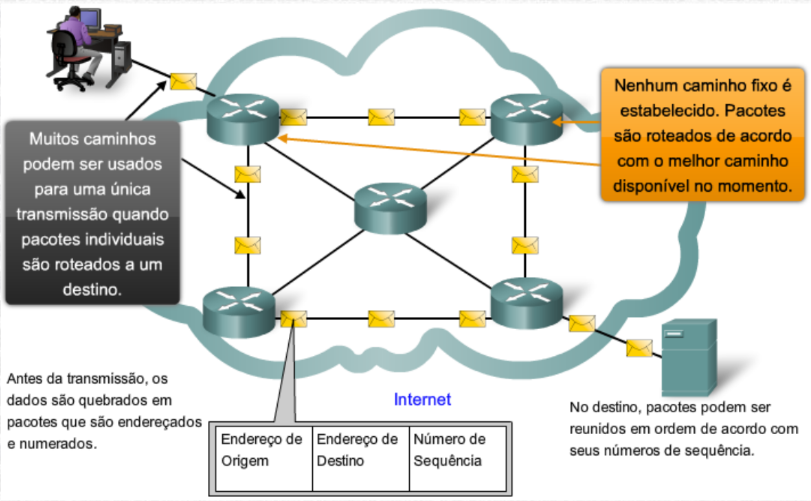 Nenhum caminho fixo é
estabelecido. Pacotes
são roteados de acordo
com o melhor caminho
disponível no momento.
Muitos caminhos
podem ser usados
para uma única
transmissão quando
pacotes individuais
são roteados a um
destino.
Antes da transmissão, os
dados são quebrados em
pacotes que são endereçados
e numerados.
Internet
Endereço de
Origem
Endereço de
Destino
Número de
Sequência
No destino, pacotes podem ser
reunidos em ordem de acordo com
seus números de sequência.